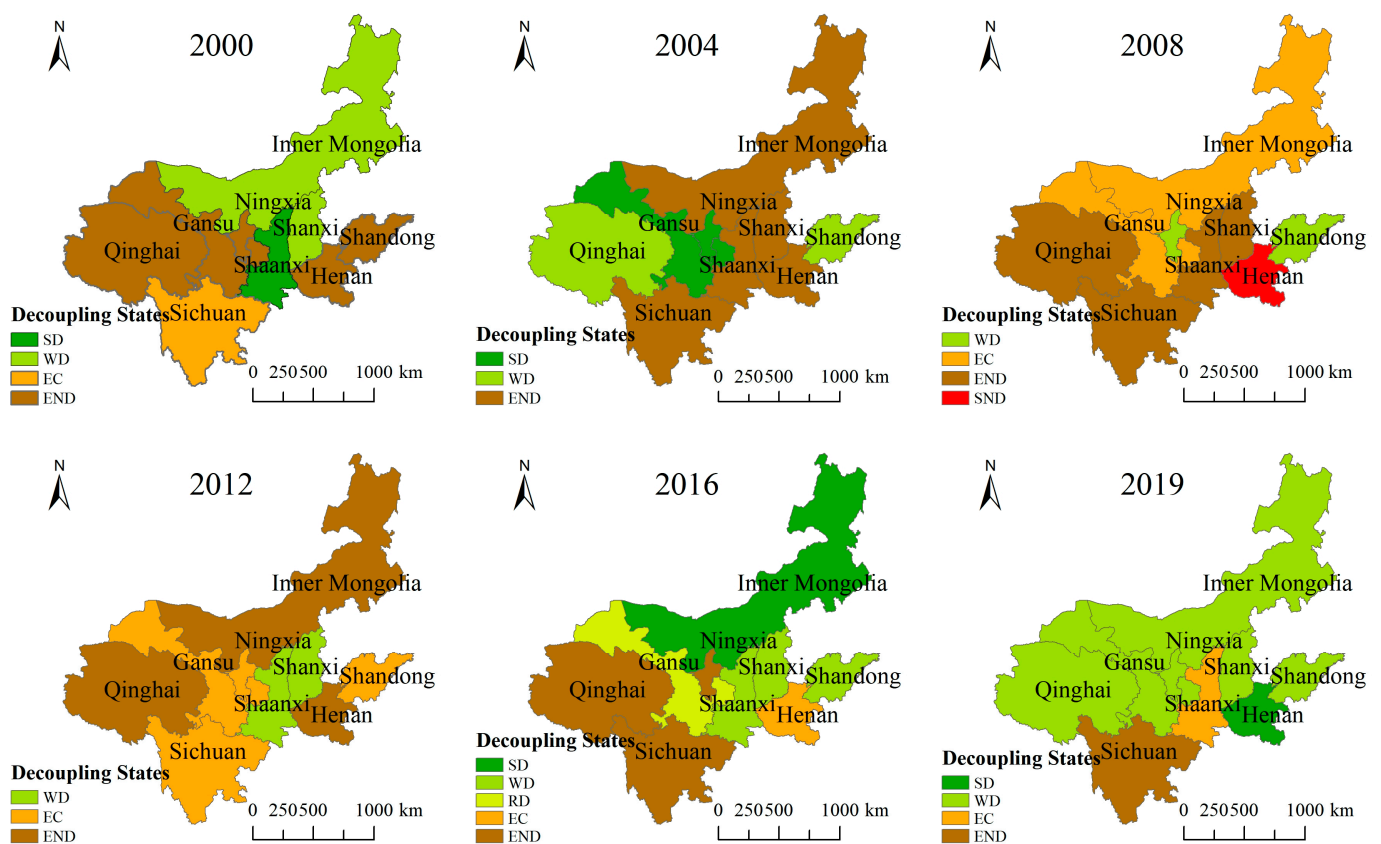 N
2000
Inner Mongolia
Ningxia
Gansu
Shanxi
Shandong
Qinghai
Shaanxi
Henan
Sichuan
Decoupling States
SD
WD
EC
END
0 250500 1000 km
N
2004
Inner Mongolia
Ningxia
Gansu
Shanxi
Shandong
Qinghai
Shaanxi
Henan
Sichuan
Decoupling States
SD
WD
END
0 250500 1000 km
N
2008
Inner Mongolia
Ningxia
Gansu
Shanxi
Shandong
Qinghai
Shaanxi
Henan
Sichuan
Decoupling States
WD
EC
END
SND
0 250500 1000 km
N
2012
Inner Mongolia
Ningxia
Gansu
Shanxi
Shandong
Qinghai
Shaanxi
Henan
Sichuan
Decoupling States
WD
EC
END
0 250500 1000 km
N
2016
Inner Mongolia
Ningxia
Gansu
Shanxi
Shandong
Qinghai
Shaanxi
Henan
Sichuan
Decoupling States
SD
WD
RD
EC
END
0 250500 1000 km
N
2019
Inner Mongolia
Ningxia
Gansu
Shanxi
Shandong
Qinghai
Shaanxi
Henan
Sichuan
Decoupling States
SD
WD
EC
END
0 250500 1000 km